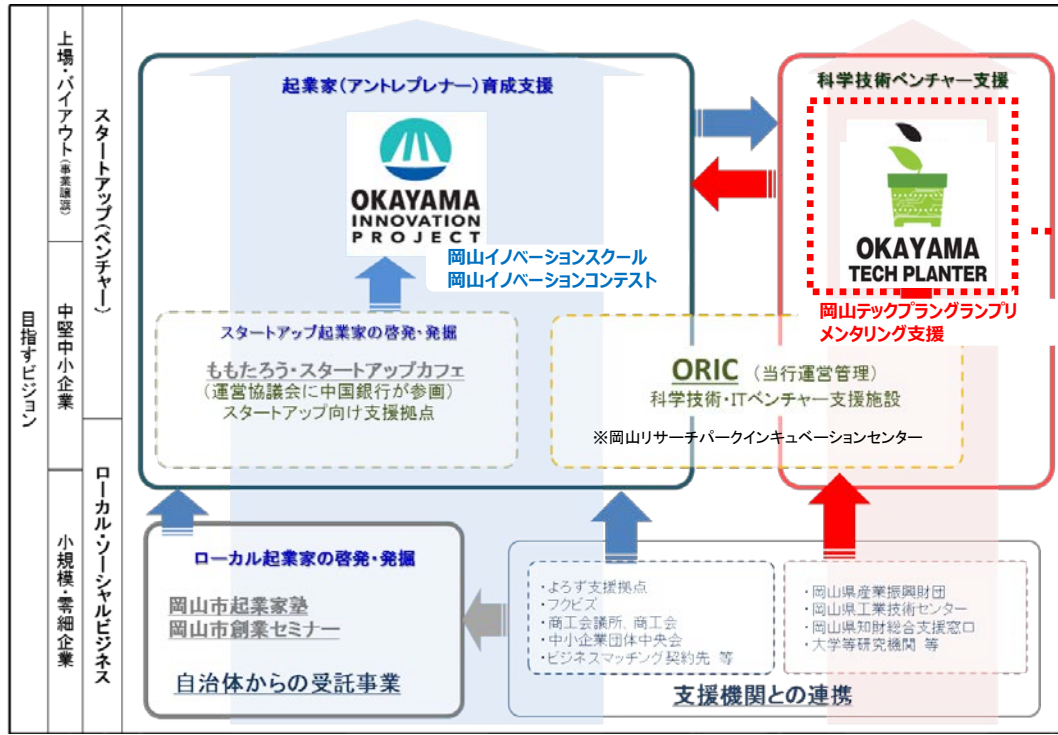 目指すビジョン
上場・バイアウト(事業譲渡)
中堅中小企業
小規模・零細企業
スタートアップ(ベンチャー)
ローカル・ソーシャルビジネス
起業家(アントレプレナー)育成支援
OKAYAMA
INNOVATION
PROJECT
岡山イノベーションスクール
岡山イノベーションコンテスト
スタートアップ起業家の啓発・発掘
ももたろう・スタートアップカフェ
(運営協議会に中国銀行が参画)
スタートアップ向け支援拠点
科学技術ベンチャー支援
OKAYAMA
TECH PLANTER
岡山テックプラングランプリ
メンタリング支援
ORIC (当行運営管理)
科学技術・ITベンチャー支援施設
※岡山リサーチパークインキュベーションセンター
ローカル起業家の啓発・発掘
岡山市起業家塾
岡山市創業セミナー
自治体からの受託事業
・よろず支援拠点
・フクビズ
・商工会議所、商工会
・中小企業団体中央会
・ビジネスマッチング契約先 等
・岡山県産業振興財団
・岡山県工業技術センター
・岡山県知財総合支援窓口
・大学等研究機関 等
支援機関との連携